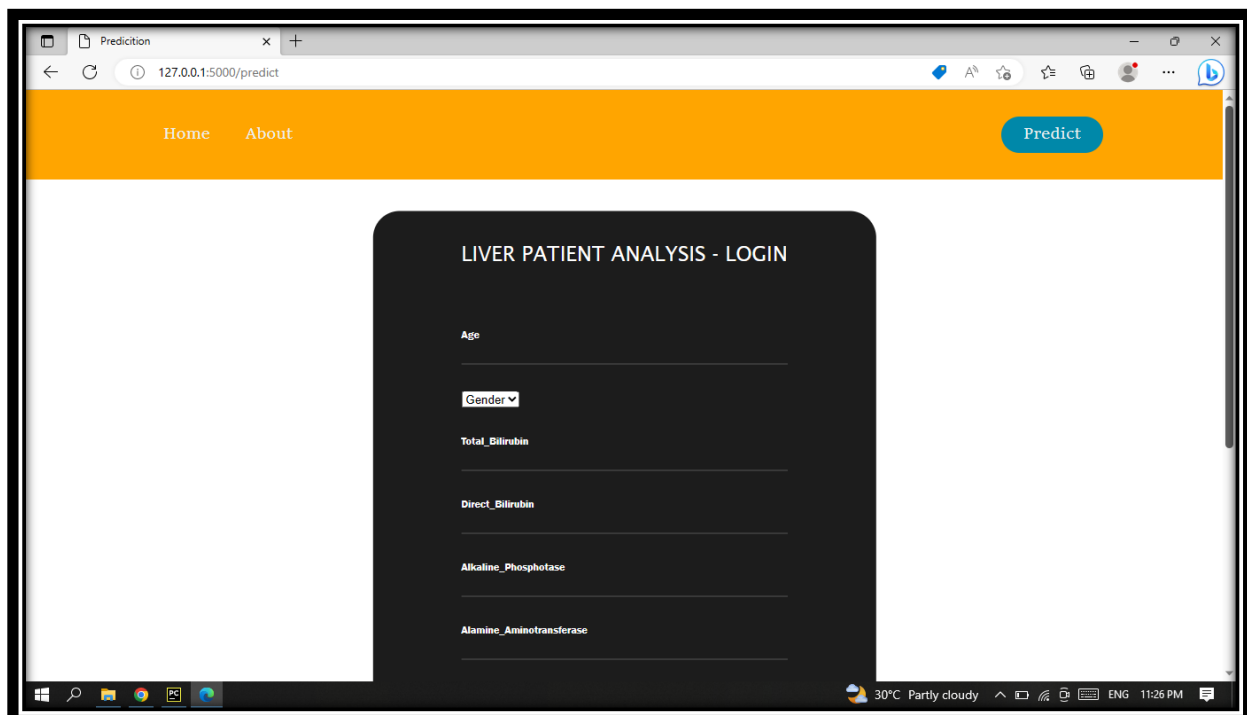 Predicition
127.0.0.1:5000/predict
Home About Predict
LIVER PATIENT ANALYSIS - LOGIN
Age
Gender
Total_Bilirubin
Direct_Bilirubin
Alkaline_Phosphotase
Alamine_Aminotransferase
30°C Partly cloudy ENG 11:26 PM